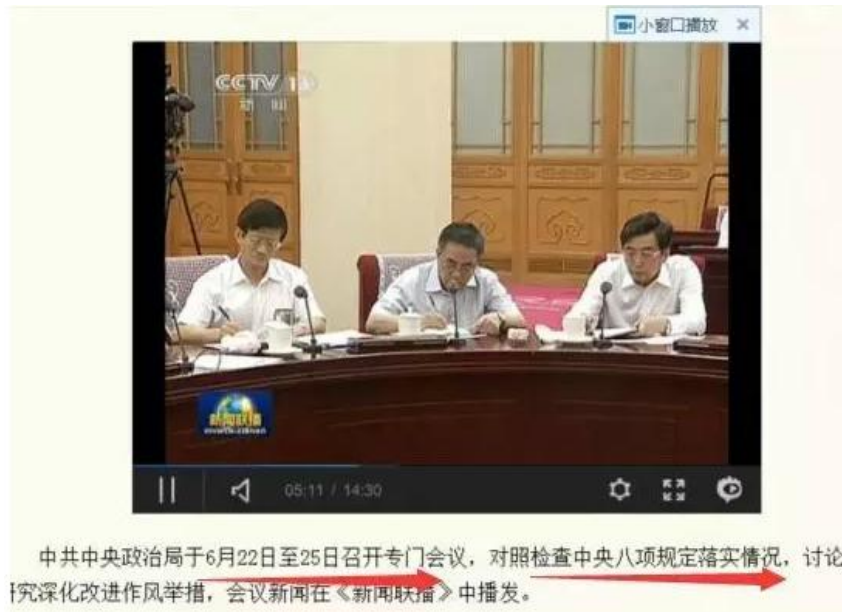 小窗口播放
CCTV 13
新闻
新闻联播
05:11 / 14:30
中共中央政治局于6月22日至25日召开专门会议，对照检查中央八项规定落实情况，讨论
研究深化改进作风举措，会议新闻在《新闻联播》中播发。